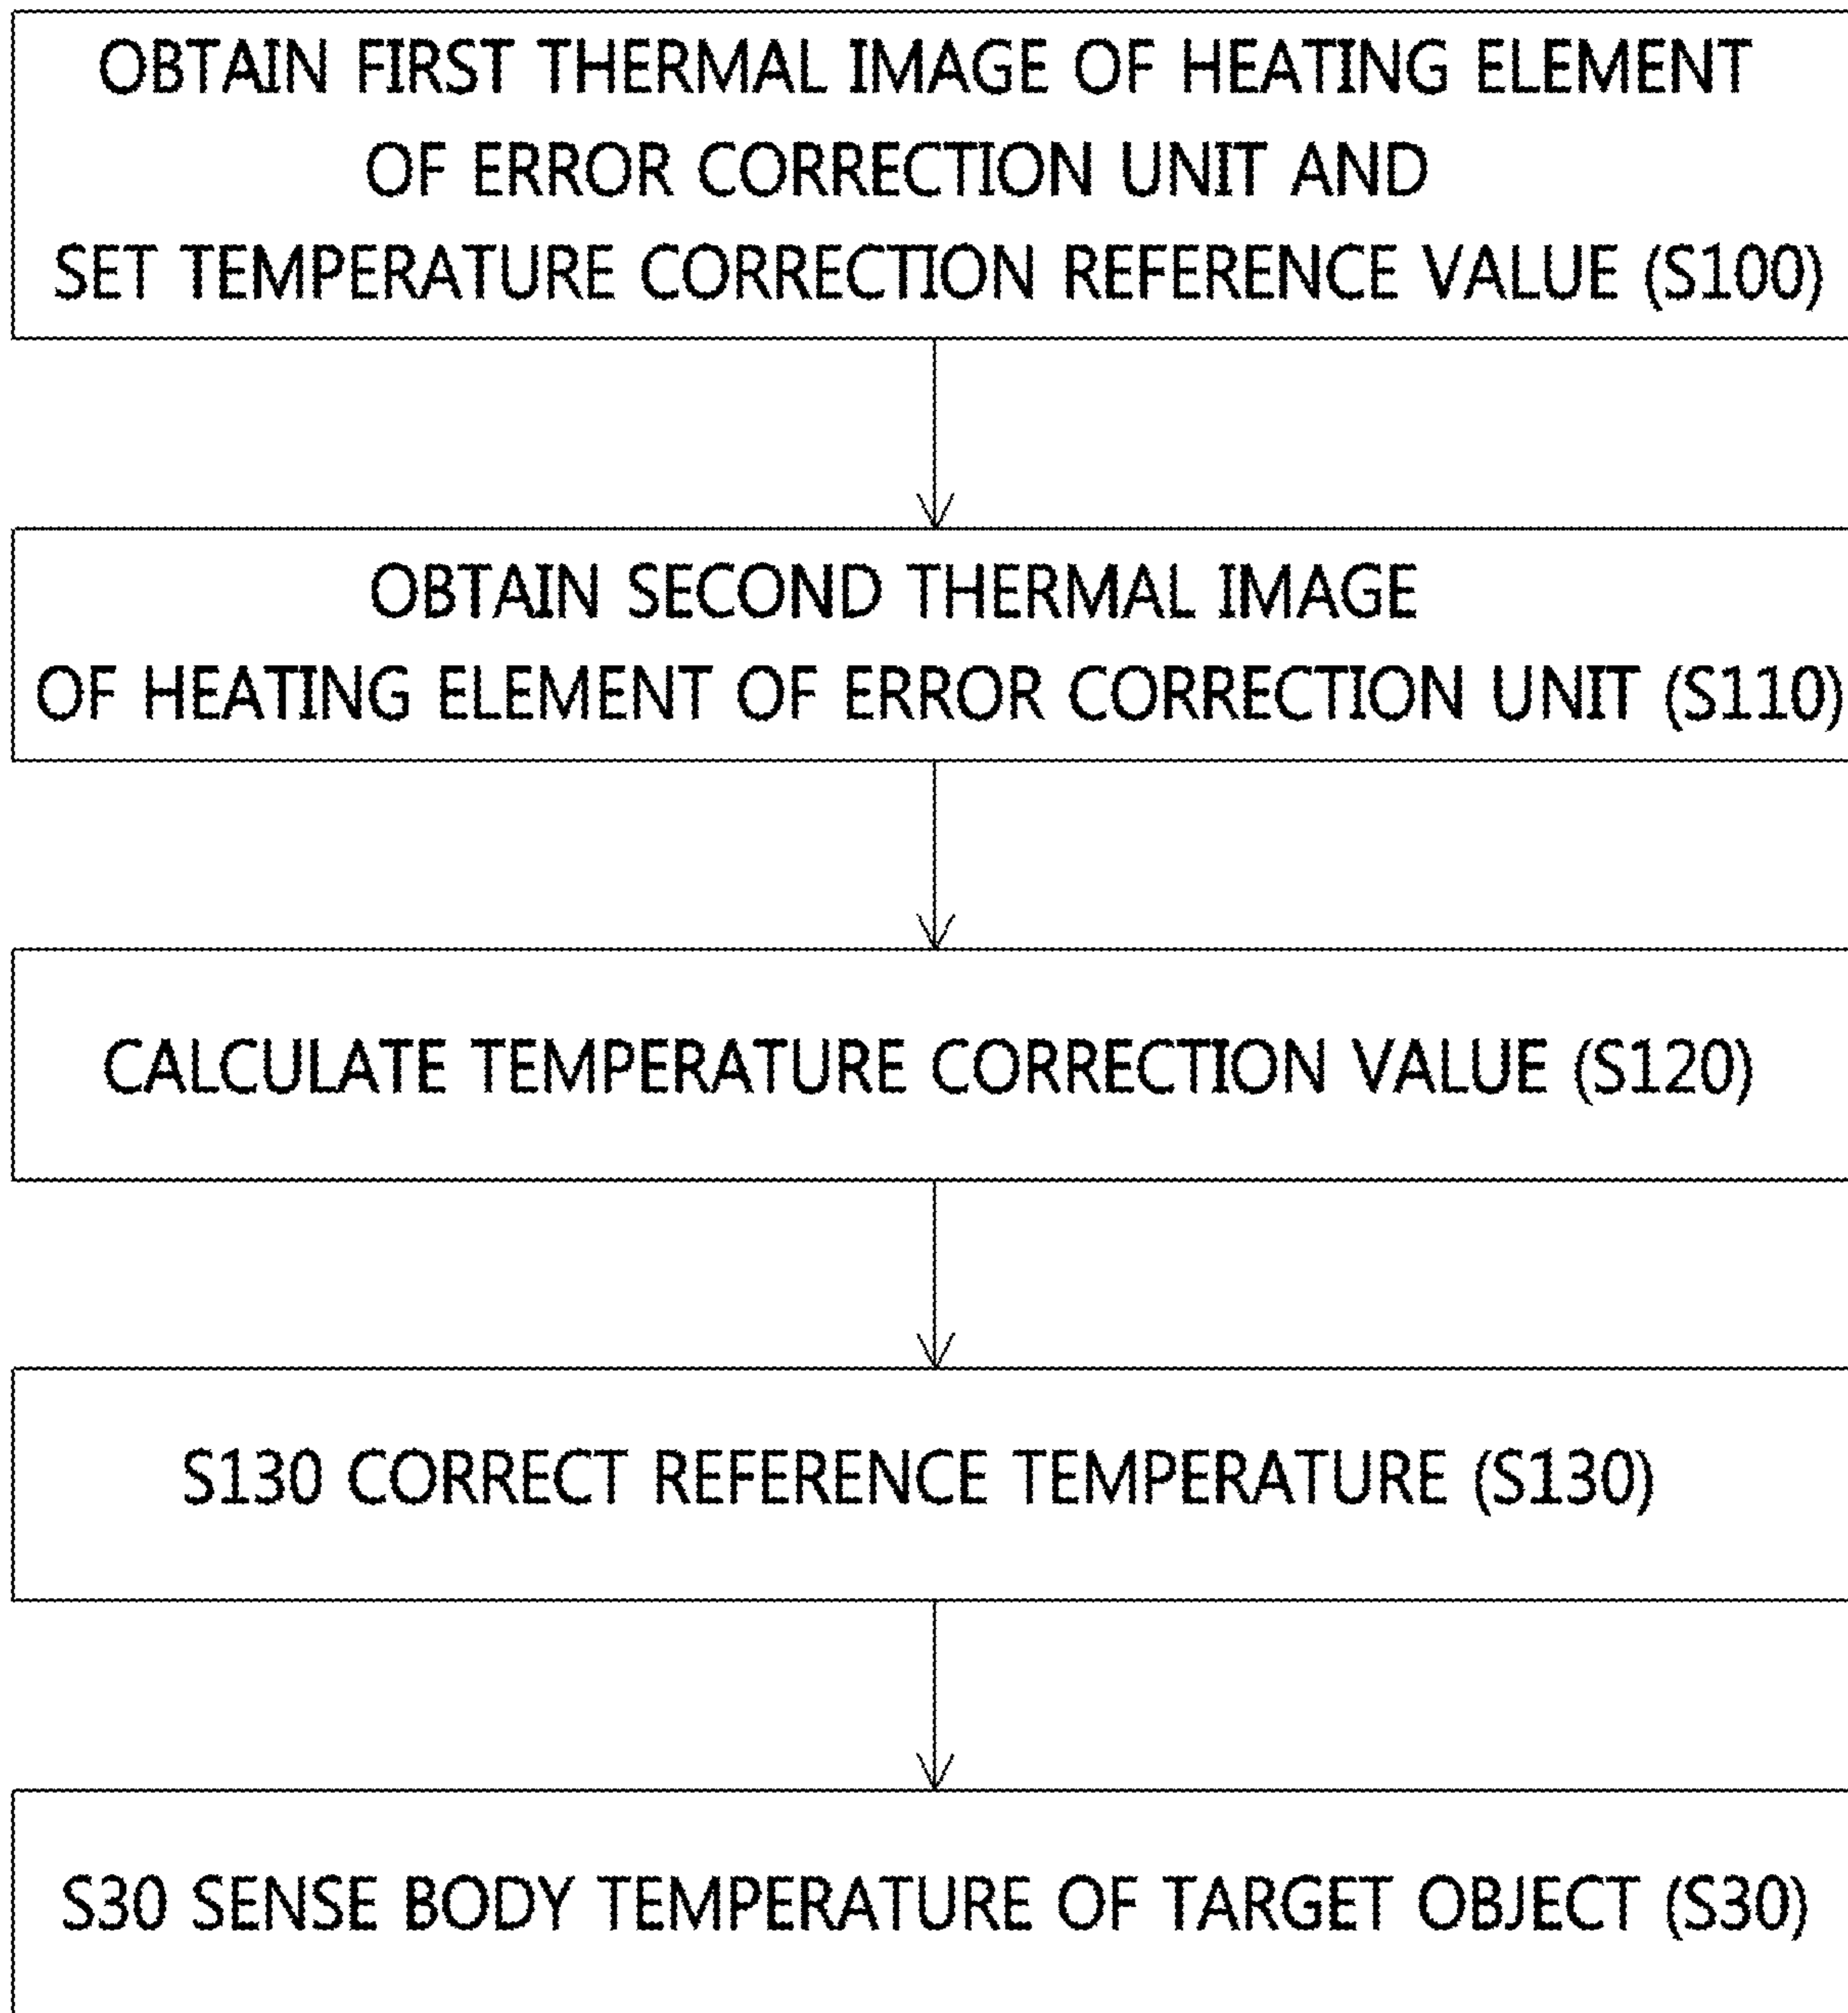 OBTAIN FIRST THERMAL IMAGE OF HEATING ELEMENT
OF ERROR CORRECTION UNIT AND
SET TEMPERATURE CORRECTION REFERENCE VALUE (S100)
OBTAIN SECOND THERMAL IMAGE
OF HEATING ELEMENT OF ERROR CORRECTION UNIT (S110)
CALCULATE TEMPERATURE CORRECTION VALUE (S120)
S130 CORRECT REFERENCE TEMPERATURE (S130)
S30 SENSE BODY TEMPERATURE OF TARGET OBJECT (S30)